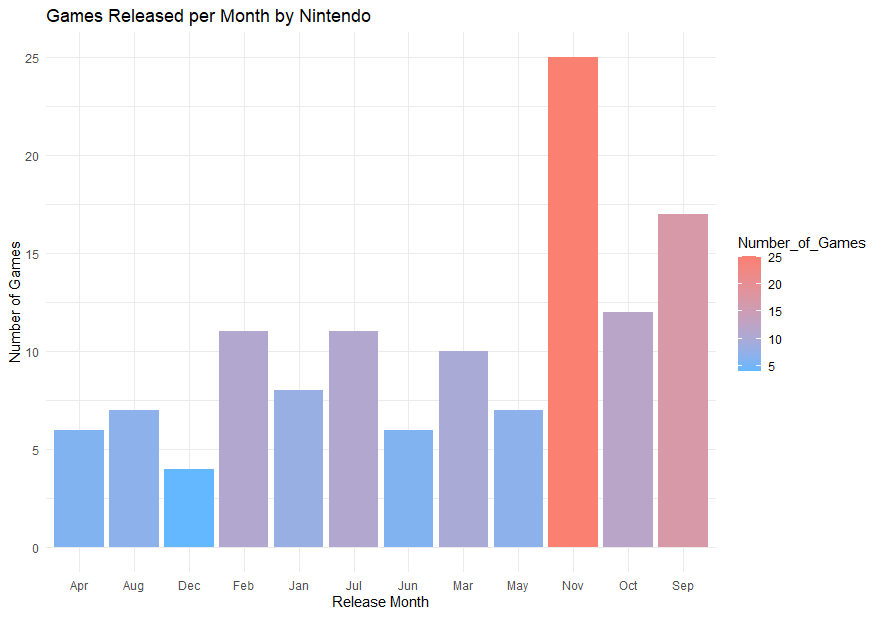 Games Released per Month by Nintendo
Number of Games
25
20
15
10
5
0
Apr Aug Dec Feb Jan Jul Jun Mar May Nov Oct Sep
Release Month
Number_of_Games
25
20
15
10
5